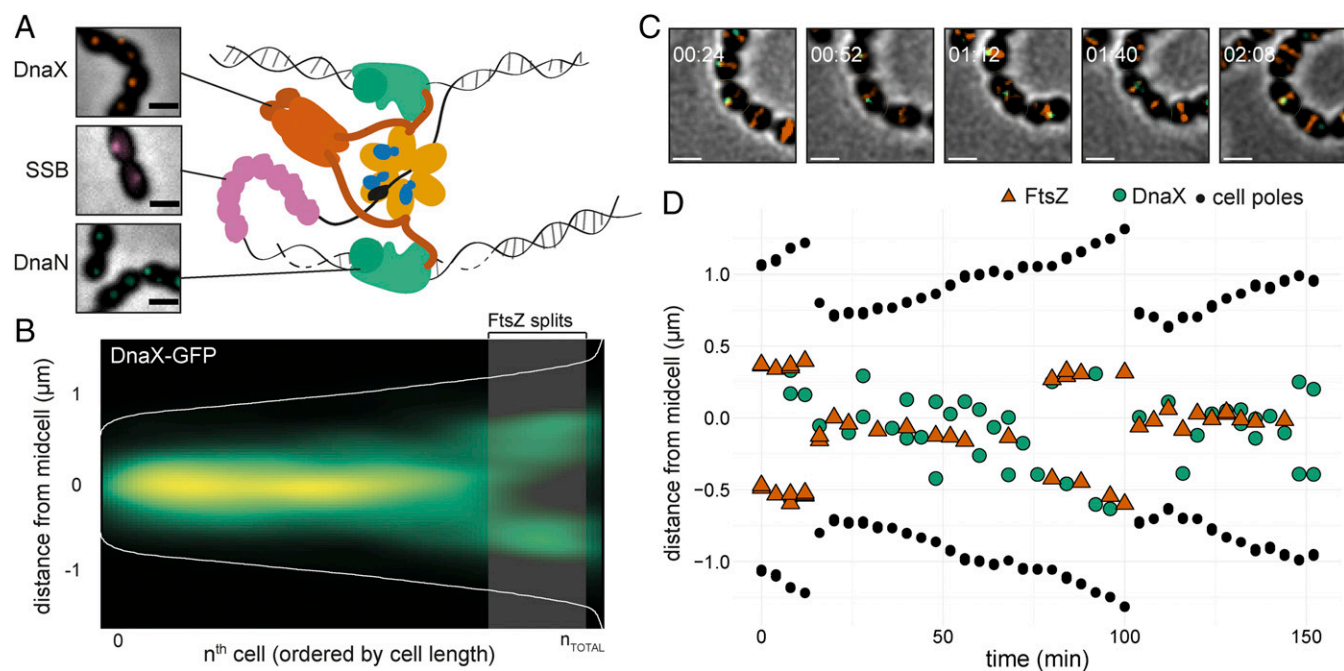 A
DnaX
SSB
DnaN
B
FtsZ splits
DnaX-GFP
distance from midcell (µm)
1
0
-1
0
nth cell (ordered by cell length)
nTOTAL
C
00:24
00:52
01:12
01:40
02:08
D
FtsZ
DnaX
cell poles
distance from midcell (µm)
1.0
0.5
0.0
-0.5
-1.0
0
50
100
150
time (min)